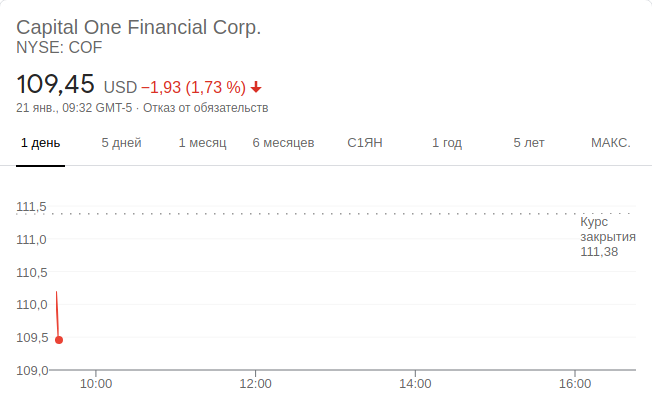 Capital One Financial Corp.
NYSE: COF
109,45 USD −1,93 (1,73 %)
21 янв., 09:32 GMT-5 · Отказ от обязательств
1 день 5 дней 1 месяц 6 месяцев С1ЯН 1 год 5 лет МАКС.
111,5
Курс
закрытия
111,38
111,0
110,5
110,0
109,5
109,0
10:00 12:00 14:00 16:00